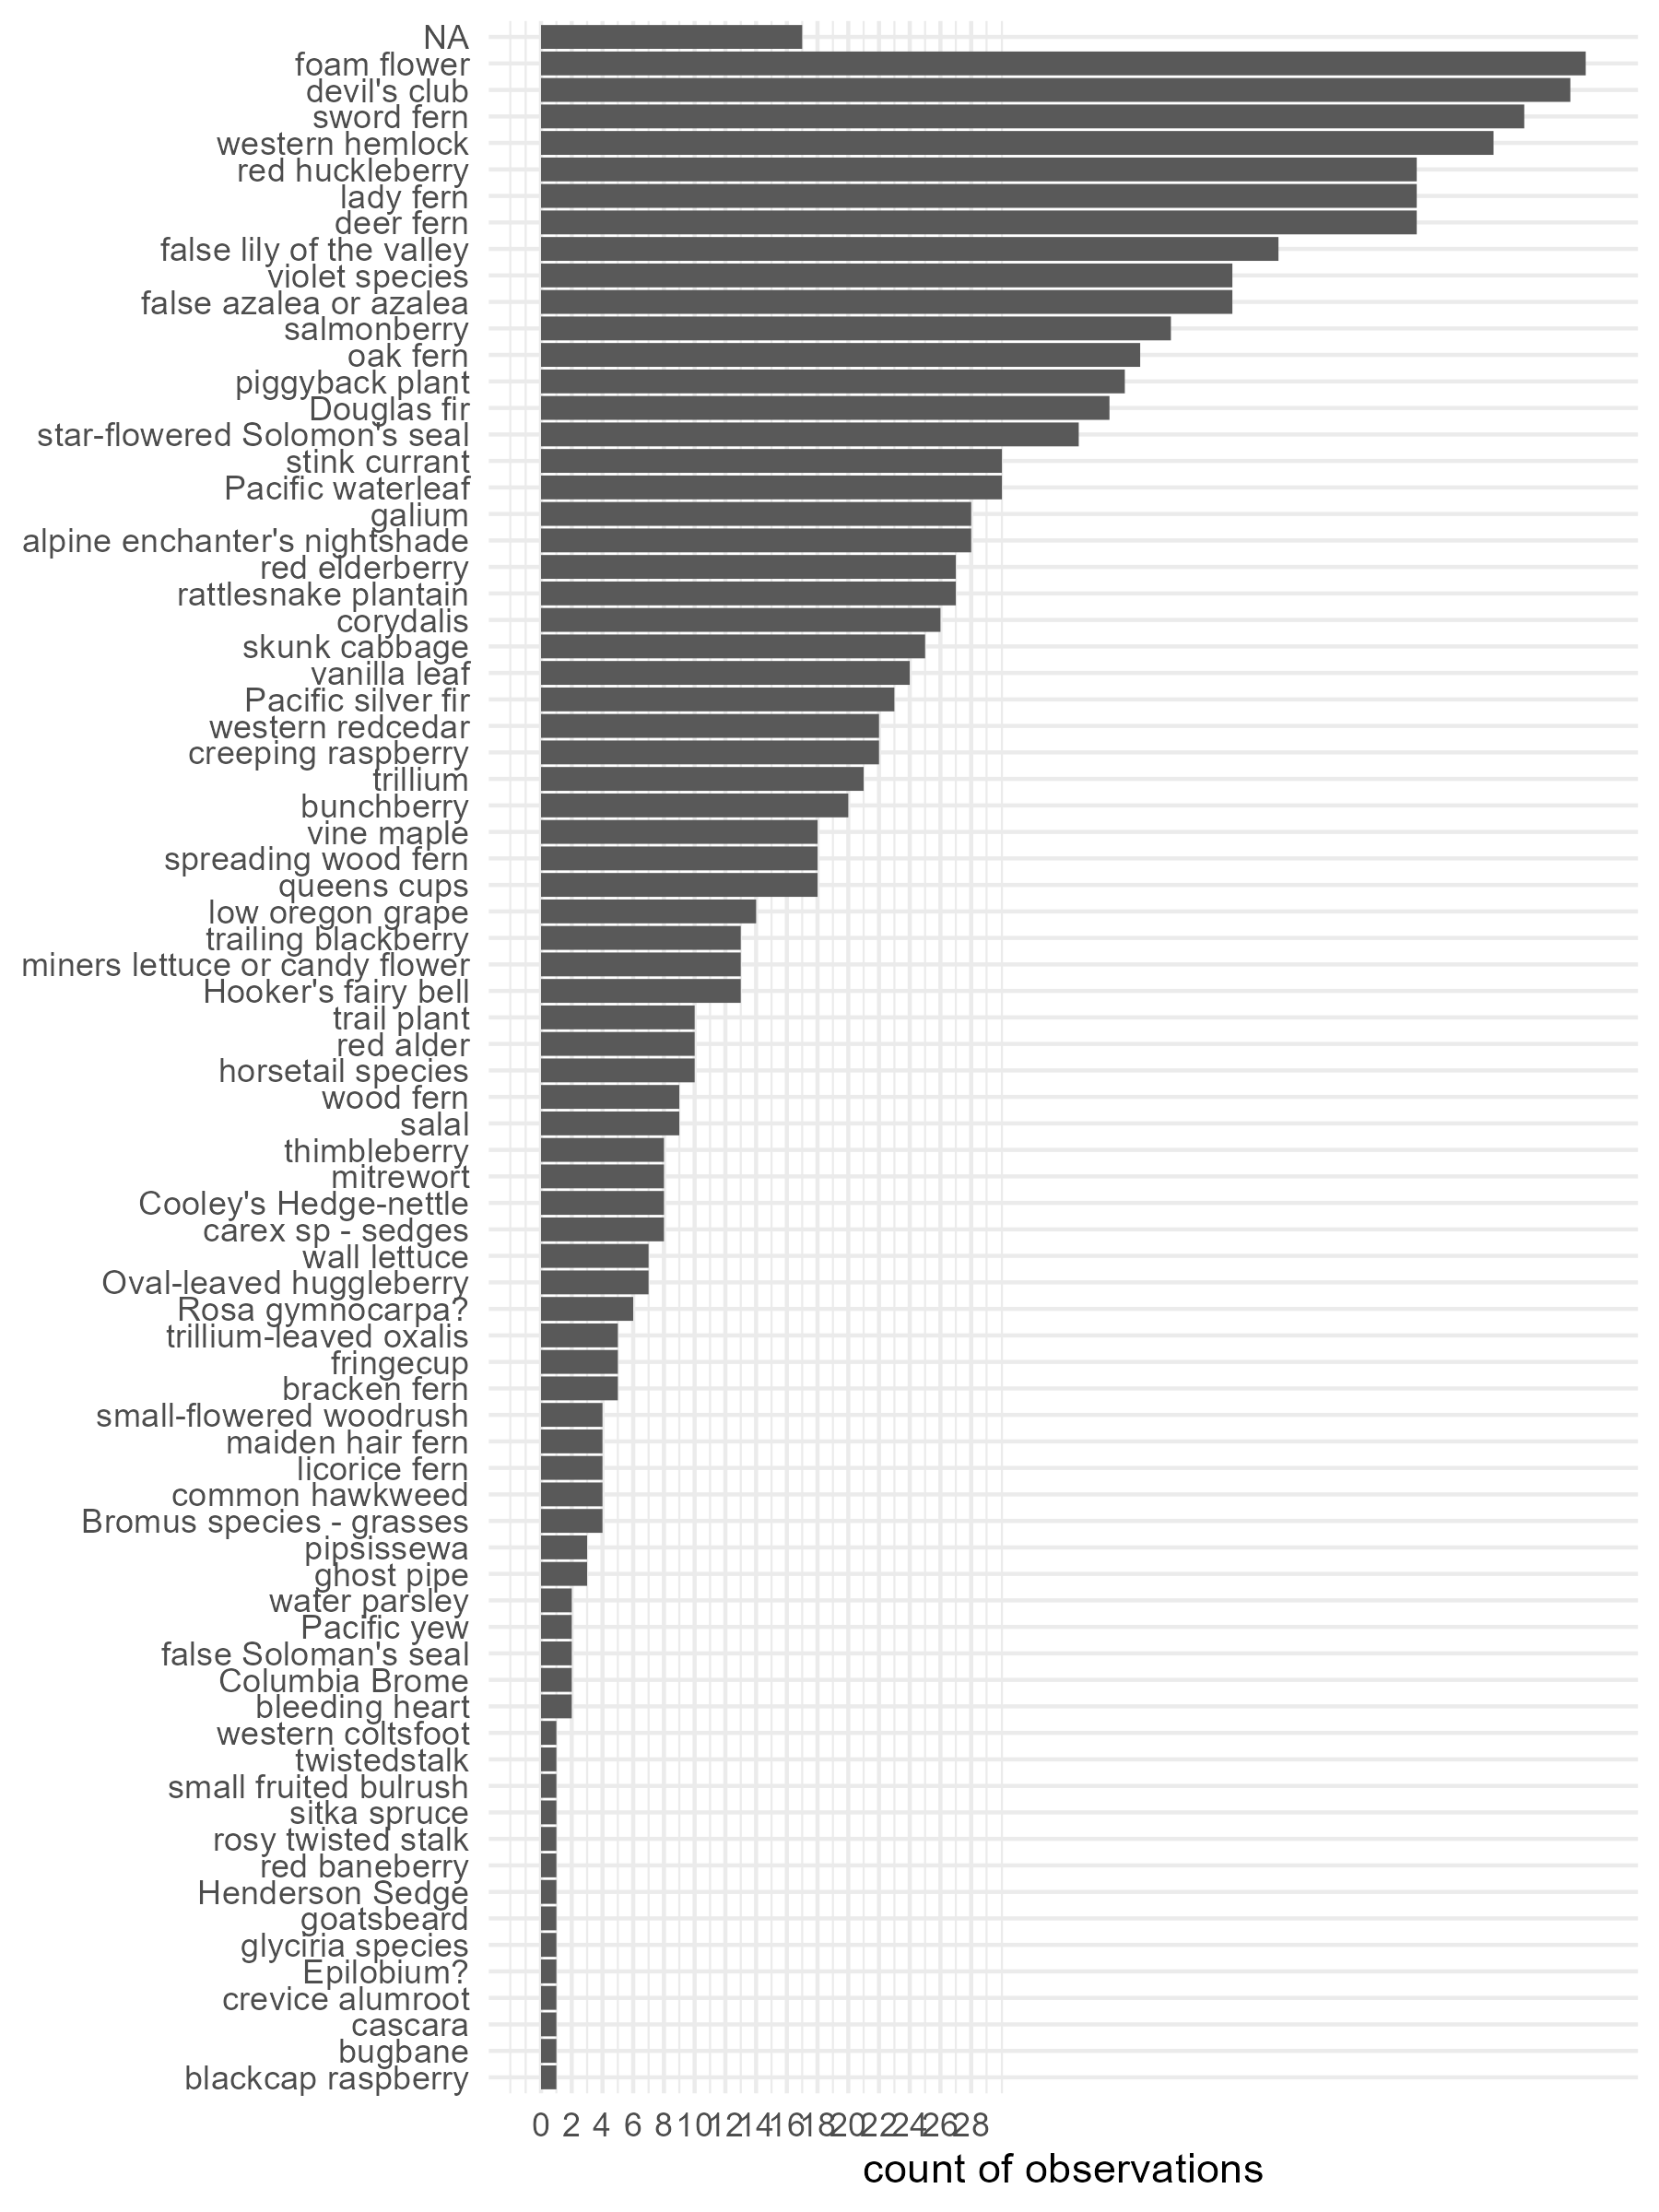 NA
foam flower
devil's club
sword fern
western hemlock
red huckleberry
lady fern
deer fern
false lily of the valley
violet species
false azalea or azalea
salmonberry
oak fern
piggyback plant
Douglas fir
star-flowered Solomon's seal
stink currant
Pacific waterleaf
galium
alpine enchanter's nightshade
red elderberry
rattlesnake plantain
corydalis
skunk cabbage
vanilla leaf
Pacific silver fir
western redcedar
creeping raspberry
trillium
bunchberry
vine maple
spreading wood fern
queens cups
low oregon grape
trailing blackberry
miners lettuce or candy flower
Hooker's fairy bell
trail plant
red alder
horsetail species
wood fern
salal
thimbleberry
mitrewort
Cooley's Hedge-nettle
carex sp - sedges
wall lettuce
Oval-leaved huggleberry
Rosa gymnocarpa?
trillium-leaved oxalis
fringecup
bracken fern
small-flowered woodrush
maiden hair fern
licorice fern
common hawkweed
Bromus species - grasses
pipsissewa
ghost pipe
water parsley
Pacific yew
false Soloman's seal
Columbia Brome
bleeding heart
western coltsfoot
twistedstalk
small fruited bulrush
sitka spruce
rosy twisted stalk
red baneberry
Henderson Sedge
goatsbeard
glyciria species
Epilobium?
crevice alumroot
cascara
bugbane
blackcap raspberry
0 2 4 6 8 10 12 14 16 18 20 22 24 26 28
count of observations